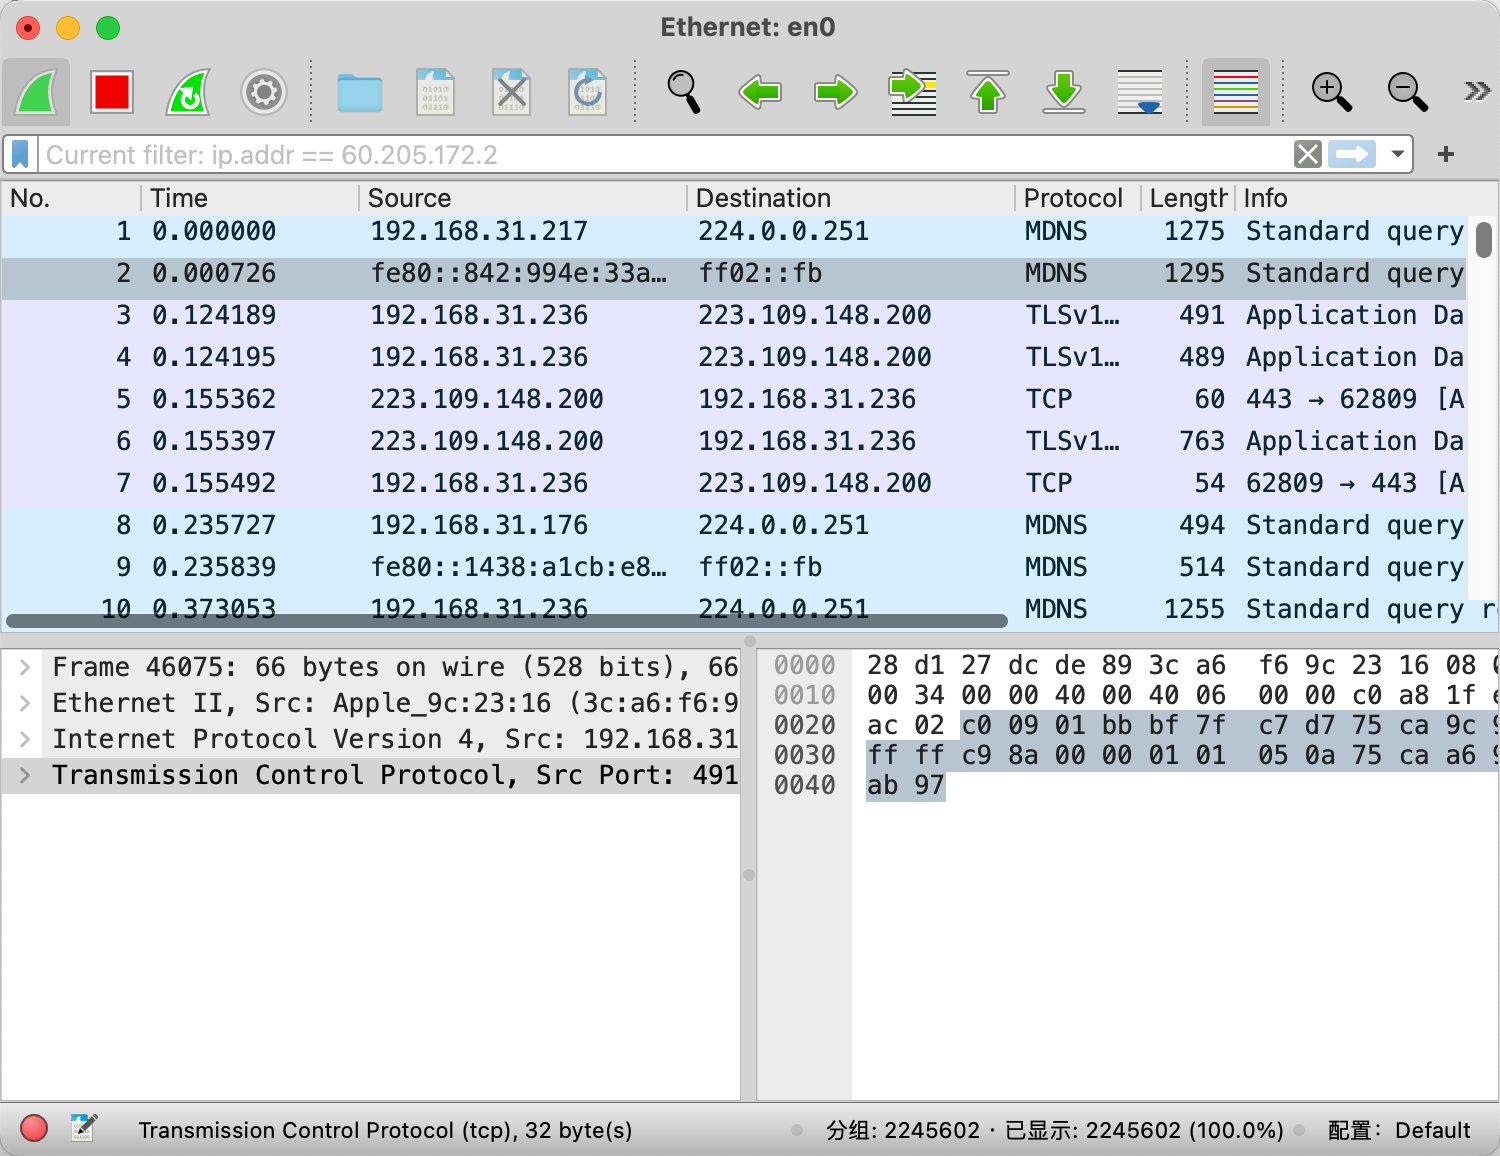 Ethernet: en0
Current filter: ip.addr == 60.205.172.2
No. Time Source Destination Protocol Length Info
1 0.000000 192.168.31.217 224.0.0.251 MDNS 1275 Standard query
2 0.000726 fe80::842:994e:33a… ff02::fb MDNS 1295 Standard query
3 0.124189 192.168.31.236 223.109.148.200 TLSv1… 491 Application Da
4 0.124195 192.168.31.236 223.109.148.200 TLSv1… 489 Application Da
5 0.155362 223.109.148.200 192.168.31.236 TCP 60 443 → 62809 [A
6 0.155397 223.109.148.200 192.168.31.236 TLSv1… 763 Application Da
7 0.155492 192.168.31.236 223.109.148.200 TCP 54 62809 → 443 [A
8 0.235727 192.168.31.176 224.0.0.251 MDNS 494 Standard query
9 0.235839 fe80::1438:a1cb:e8… ff02::fb MDNS 514 Standard query
10 0.373053 192.168.31.236 224.0.0.251 MDNS 1255 Standard query r
Frame 46075: 66 bytes on wire (528 bits), 66
Ethernet II, Src: Apple_9c:23:16 (3c:a6:f6:9
Internet Protocol Version 4, Src: 192.168.31
Transmission Control Protocol, Src Port: 491
0000 28 d1 27 dc de 89 3c a6 f6 9c 23 16 08
0010 00 34 00 00 40 00 40 06 00 00 c0 a8 1f
0020 ac 02 c0 09 01 bb bf 7f c7 d7 75 ca 9c
0030 ff ff c9 8a 00 00 01 01 05 0a 75 ca a6
0040 ab 97
Transmission Control Protocol (tcp), 32 byte(s)
分组: 2245602 · 已显示: 2245602 (100.0%)
配置: Default